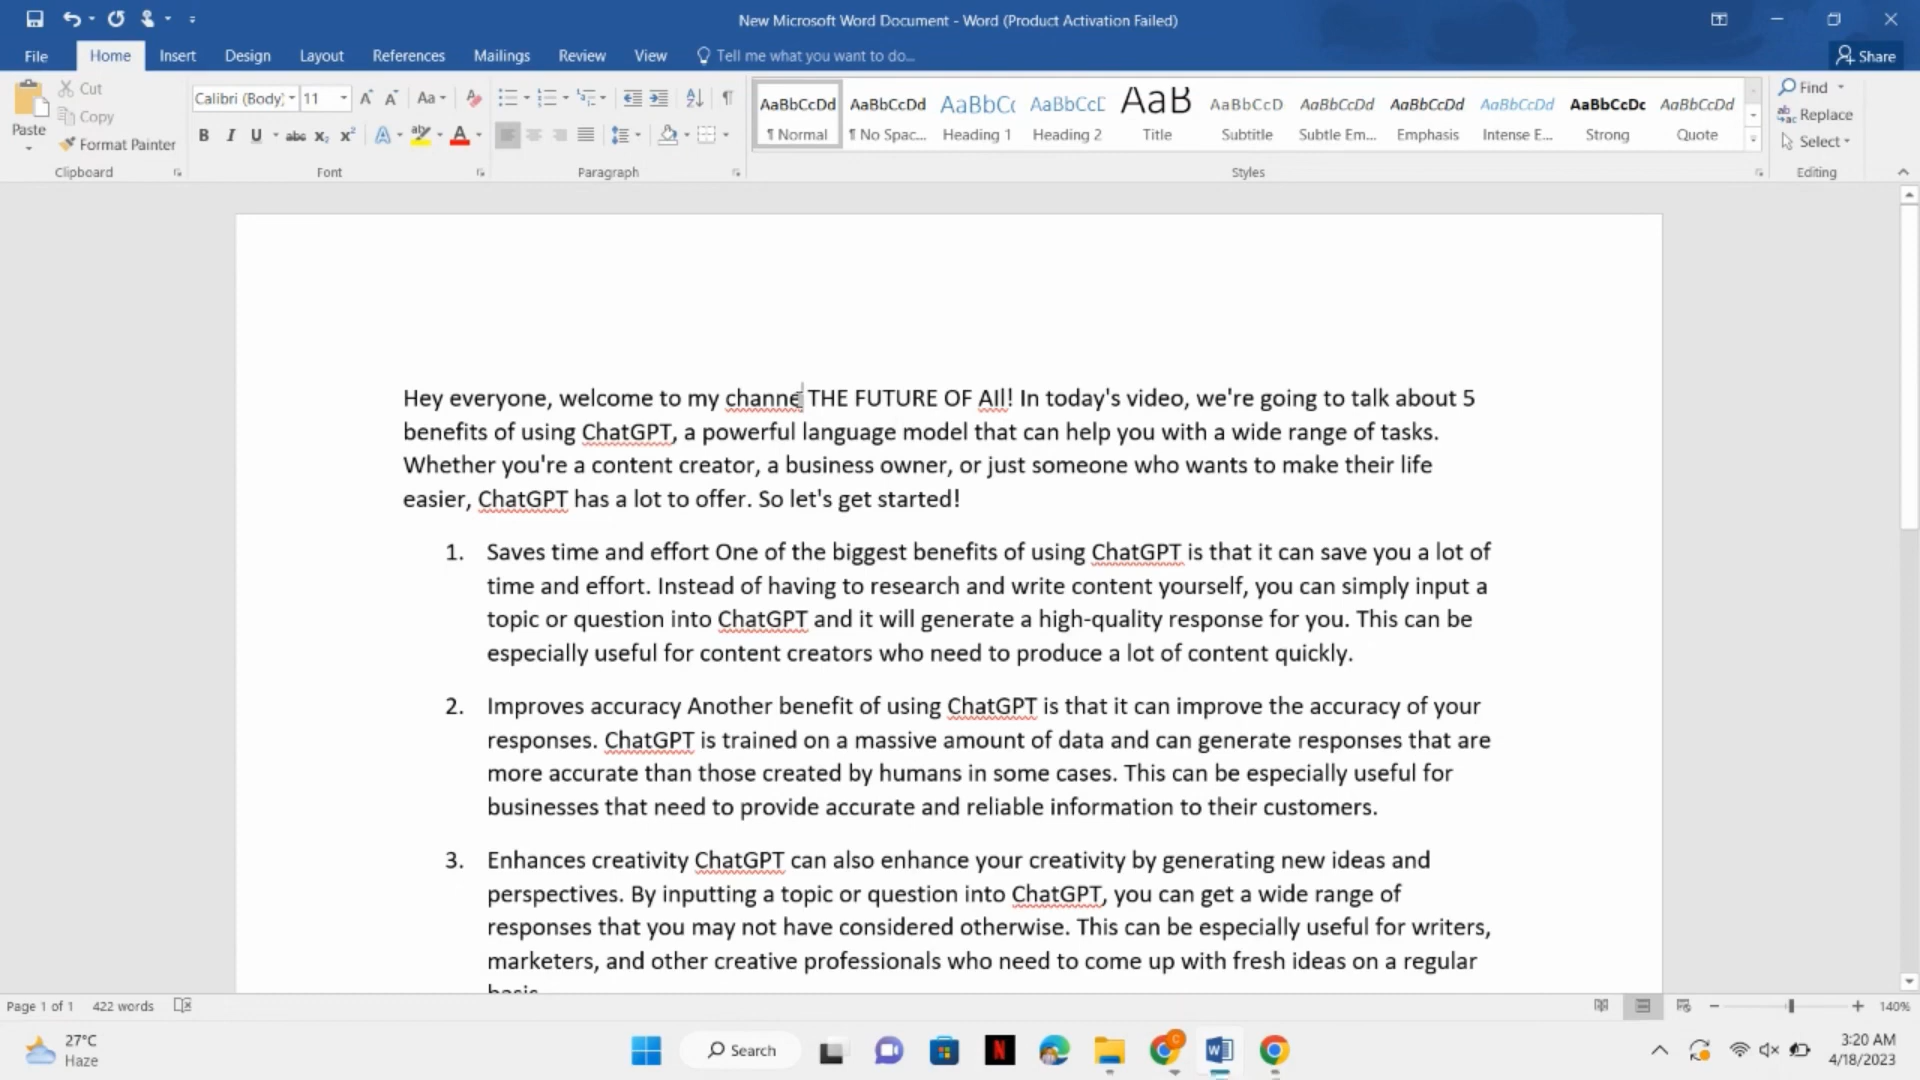 New Microsoft Word Document - Word (Product Activation Failed)
File Home Insert Design Layout References Mailings Review View Tell me what you want to do... Share
Paste
Cut
Copy
Format Painter
Clipboard
Calibri (Body) 11
Font
Paragraph
AaBbCcDd AaBbCcDd AaBbCc AaBbCcD AaB AaBbCcD AaBbCcDd AaBbCcDd AaBbCcDd AaBbCcDc AaBbCcDd
¶ Normal ¶ No Spac... Heading 1 Heading 2 Title Subtitle Subtle Em... Emphasis Intense E... Strong Quote
Styles
Find
Replace
Select
Editing
Hey everyone, welcome to my channe THE FUTURE OF AIl! In today's video, we're going to talk about 5
benefits of using ChatGPT, a powerful language model that can help you with a wide range of tasks.
Whether you're a content creator, a business owner, or just someone who wants to make their life
easier, ChatGPT has a lot to offer. So let's get started!
1. Saves time and effort One of the biggest benefits of using ChatGPT is that it can save you a lot of
time and effort. Instead of having to research and write content yourself, you can simply input a
topic or question into ChatGPT and it will generate a high-quality response for you. This can be
especially useful for content creators who need to produce a lot of content quickly.
2. Improves accuracy Another benefit of using ChatGPT is that it can improve the accuracy of your
responses. ChatGPT is trained on a massive amount of data and can generate responses that are
more accurate than those created by humans in some cases. This can be especially useful for
businesses that need to provide accurate and reliable information to their customers.
3. Enhances creativity ChatGPT can also enhance your creativity by generating new ideas and
perspectives. By inputting a topic or question into ChatGPT, you can get a wide range of
responses that you may not have considered otherwise. This can be especially useful for writers,
marketers, and other creative professionals who need to come up with fresh ideas on a regular
basis
Page 1 of 1 422 words 140%
27°C
Haze
Search
3:20 AM
4/18/2023